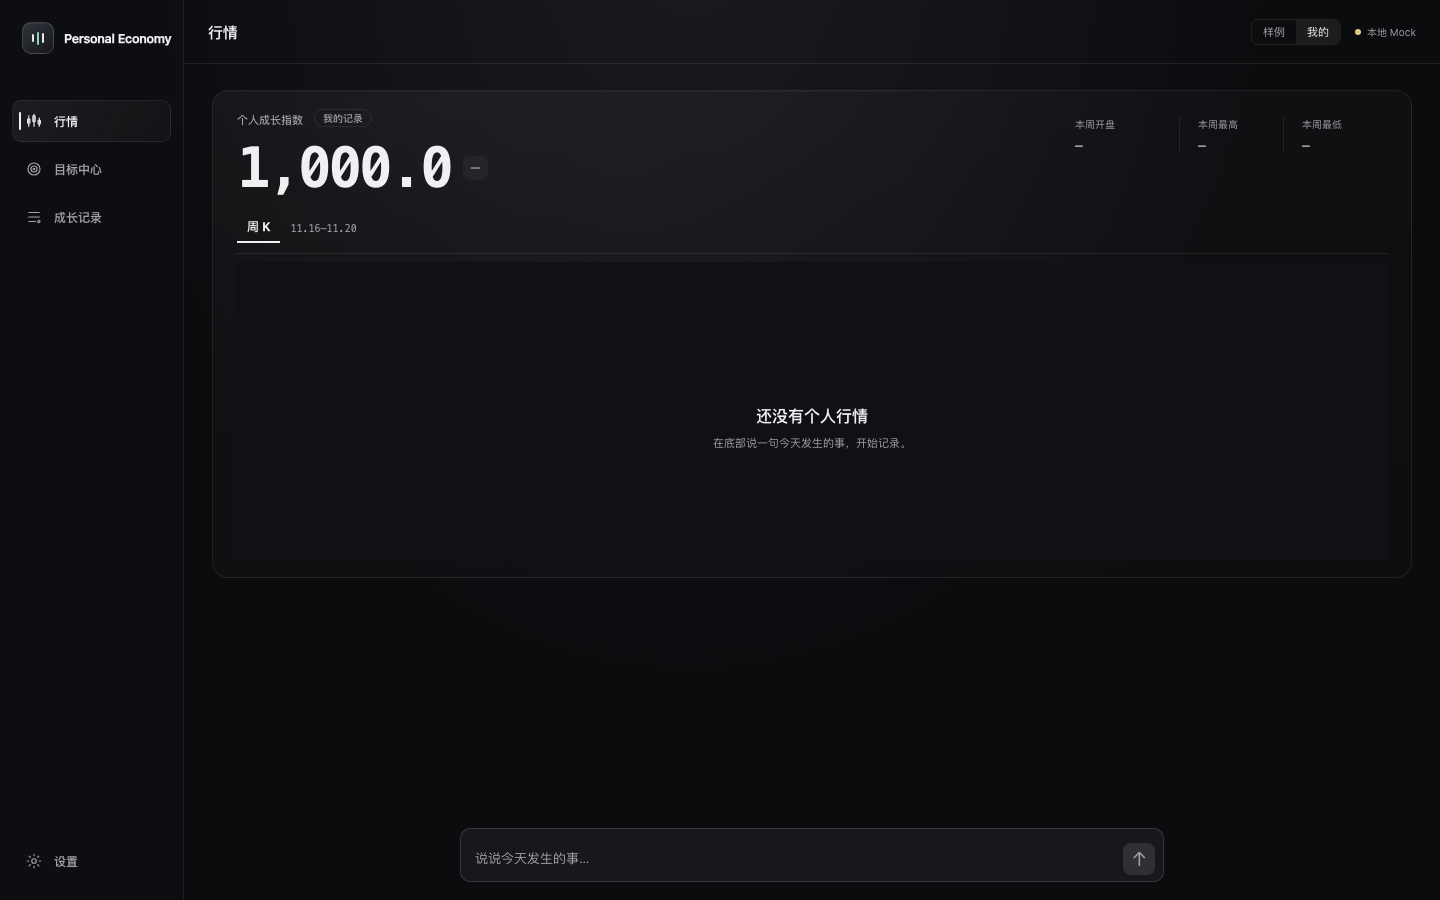 Personal Economy
行情
目标中心
成长记录
设置
行情
样例 我的 本地 Mock
个人成长指数 我的记录
1,000.0 —
本周开盘 本周最高 本周最低
— — —
周 K 11.16—11.20
还没有个人行情
在底部说一句今天发生的事，开始记录。
说说今天发生的事...